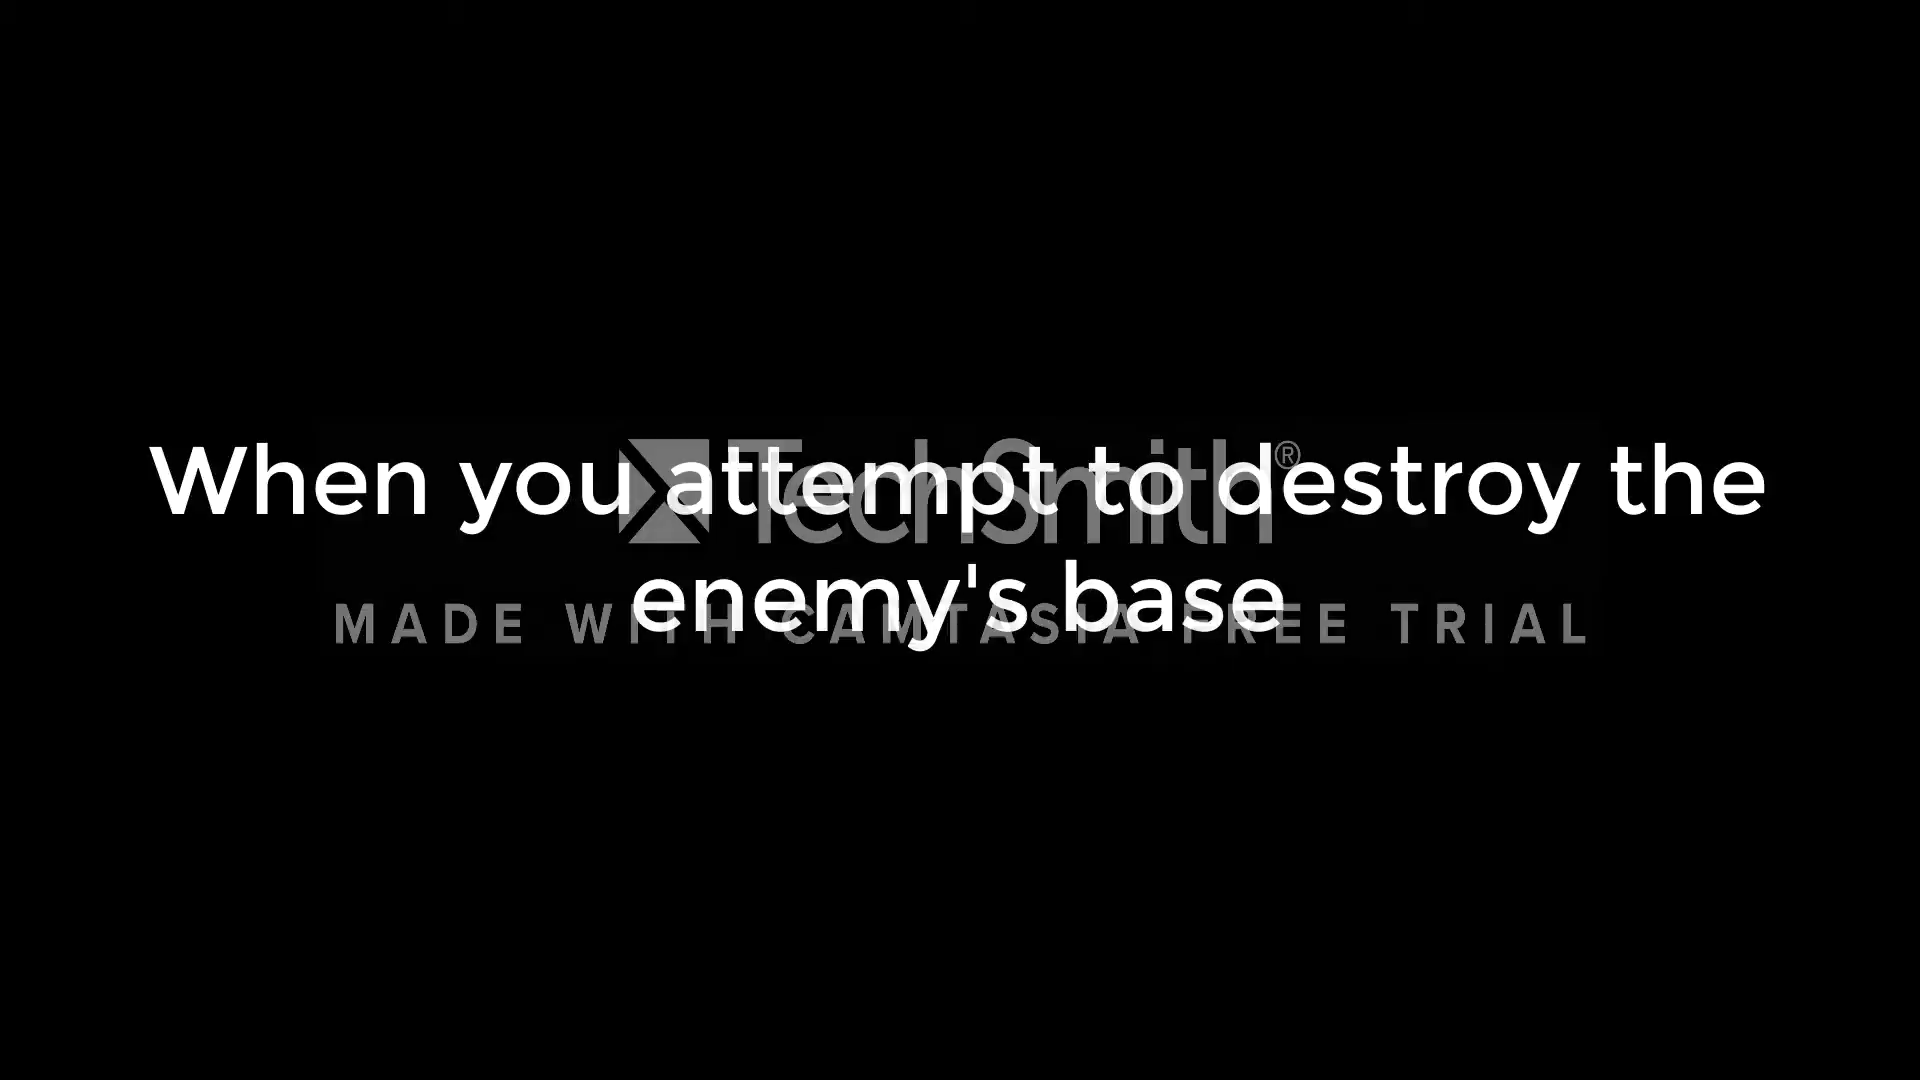 When you attempt to destroy the
TechSmith®
enemy's base
MADE WITH CAMTASIA FREE TRIAL